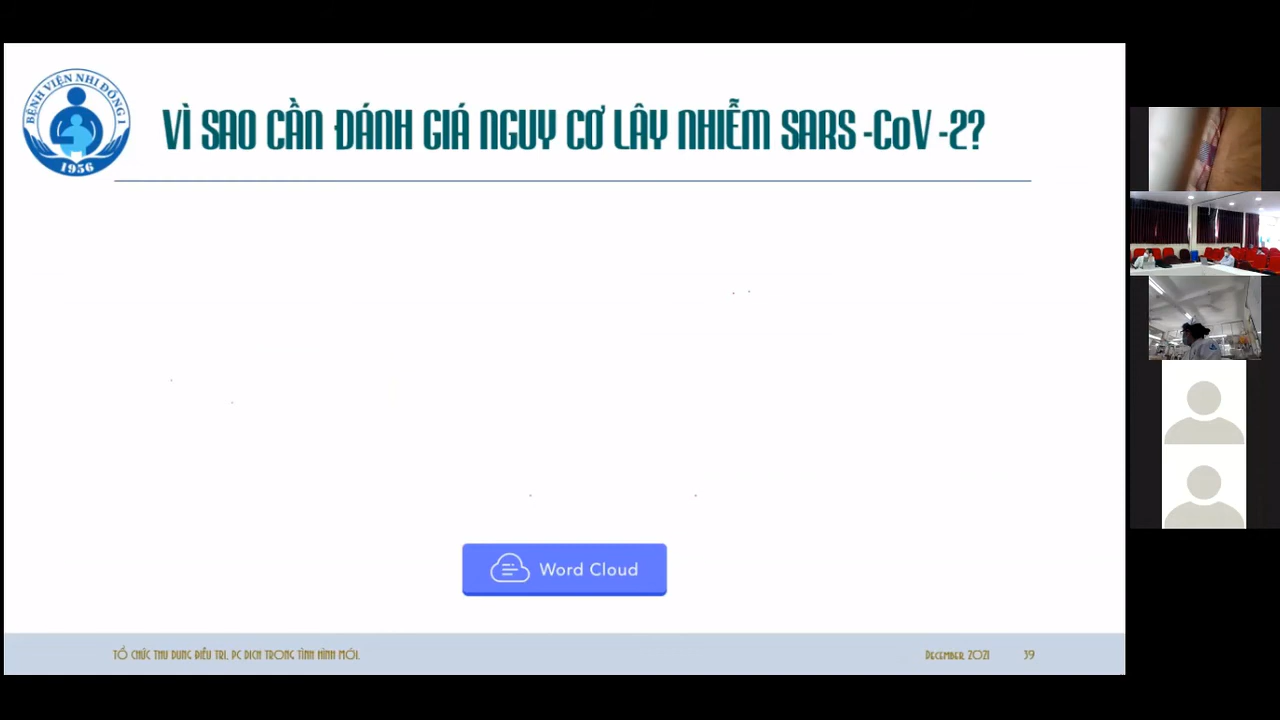 BỆNH VIỆN NHI ĐỒNG 1
1956
VÌ SAO CẦN ĐÁNH GIÁ NGUY CƠ LÂY NHIỄM SARS -CoV -2?
Word Cloud
TỔ CHỨC THU DUNG ĐIỀU TRỊ, PC DỊCH TRONG TÌNH HÌNH MỚI.
December 2021 39